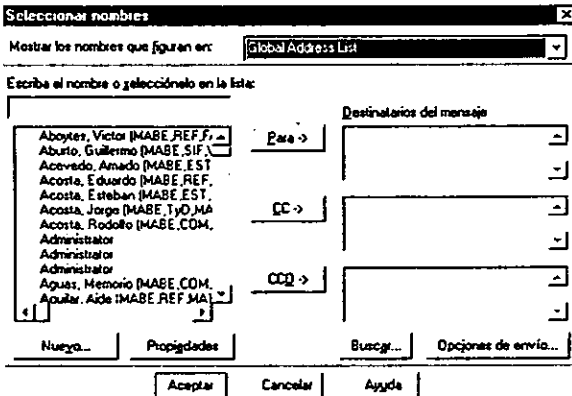 Seleccionar nombres
Mostrar los nombres que figuran en: Global Address List
Escriba el nombre o selecciónelo en la lista:
Destinatarios del mensaje
Aboytes, Victor (MABE,REF,F
Aburto, Guillermo (MABE,SIF,
Acevedo, Amado (MABE,EST
Acosta, Eduardo (MABE,REF,
Acosta, Esteban (MABE,EST,
Acosta, Jorge (MABE,TyD,MA
Acosta, Rodolfo (MABE,COM,
Administrator
Administrator
Administrator
Aguas, Memorio (MABE,COM,
Aguilar, Aide (MABE,REF,MA
Para ->
CC ->
CCO ->
Nuevo... Propiedades Buscar... Opciones de envío...
Aceptar Cancelar Ayuda